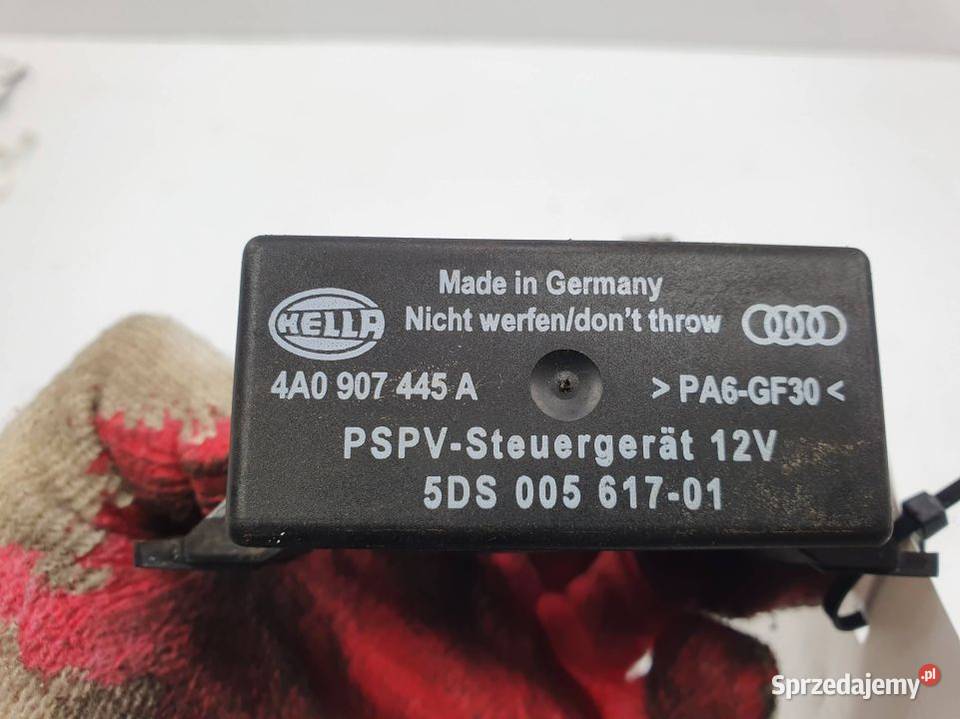 Made in Germany
HELLA Nicht werfen/don't throw
4A0 907 445 A >PA6-GF30<
PSPV-Steuergerät 12V
5DS 005 617-01
Sprzedajemy.pl